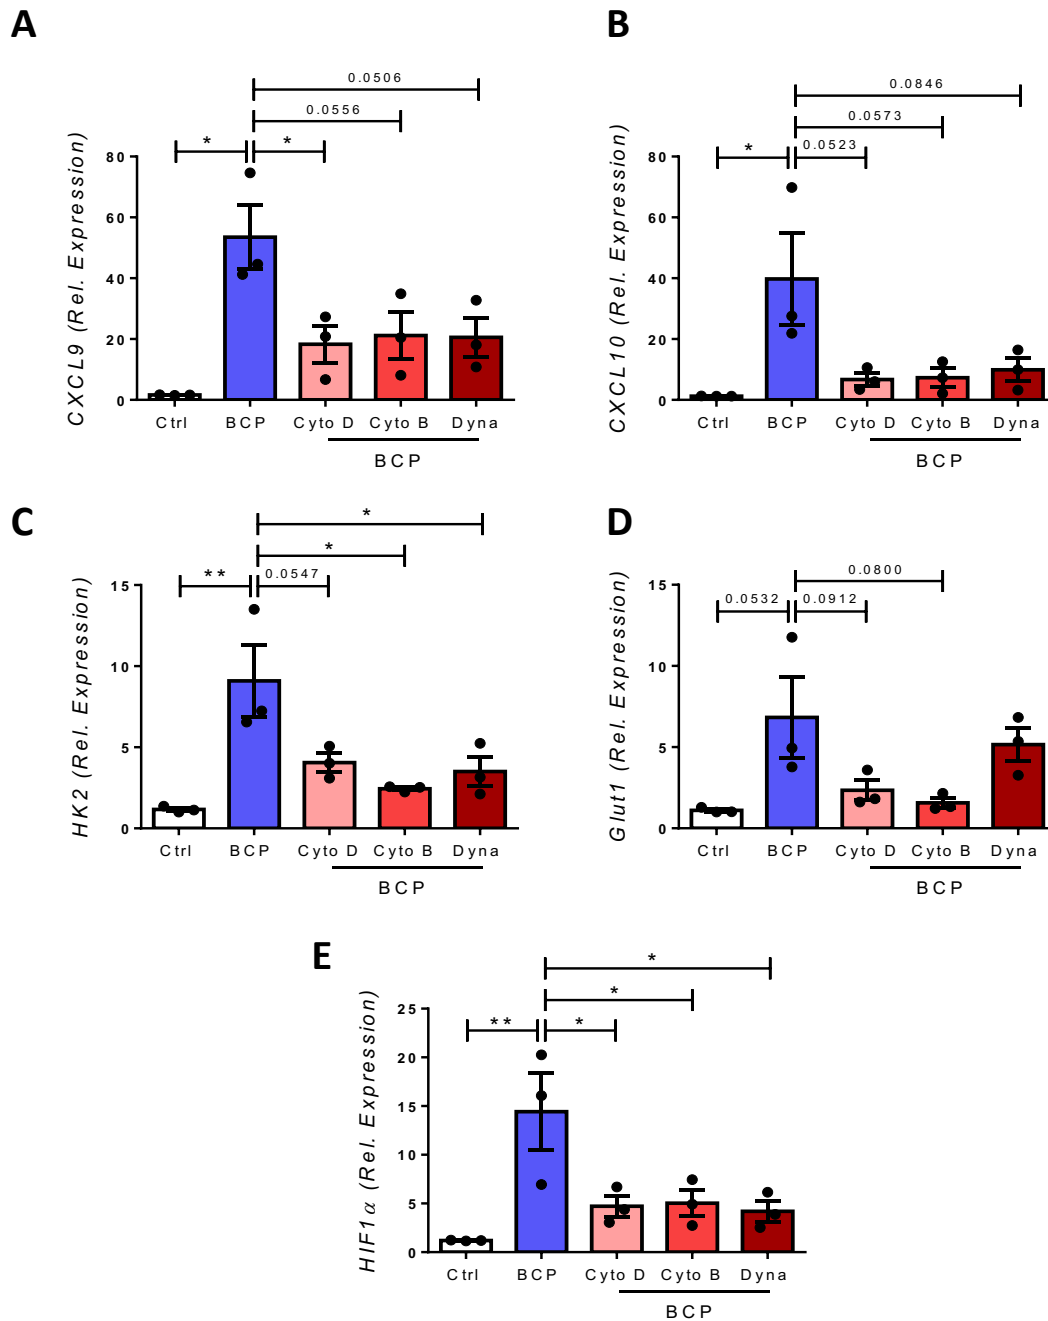 A
0.0506
0.0556
*
*
CXCL9 (Rel. Expression)
80
60
40
20
0
Ctrl BCP Cyto D Cyto B Dyna
BCP
B
0.0846
0.0573
*
0.0523
CXCL10 (Rel. Expression)
80
60
40
20
0
Ctrl BCP Cyto D Cyto B Dyna
BCP
C
*
*
**
0.0547
HK2 (Rel. Expression)
15
10
5
0
Ctrl BCP Cyto D Cyto B Dyna
BCP
D
0.0800
0.0532
0.0912
Glut1 (Rel. Expression)
15
10
5
0
Ctrl BCP Cyto D Cyto B Dyna
BCP
E
*
*
**
*
HIF1α (Rel. Expression)
25
20
15
10
5
0
Ctrl BCP Cyto D Cyto B Dyna
BCP